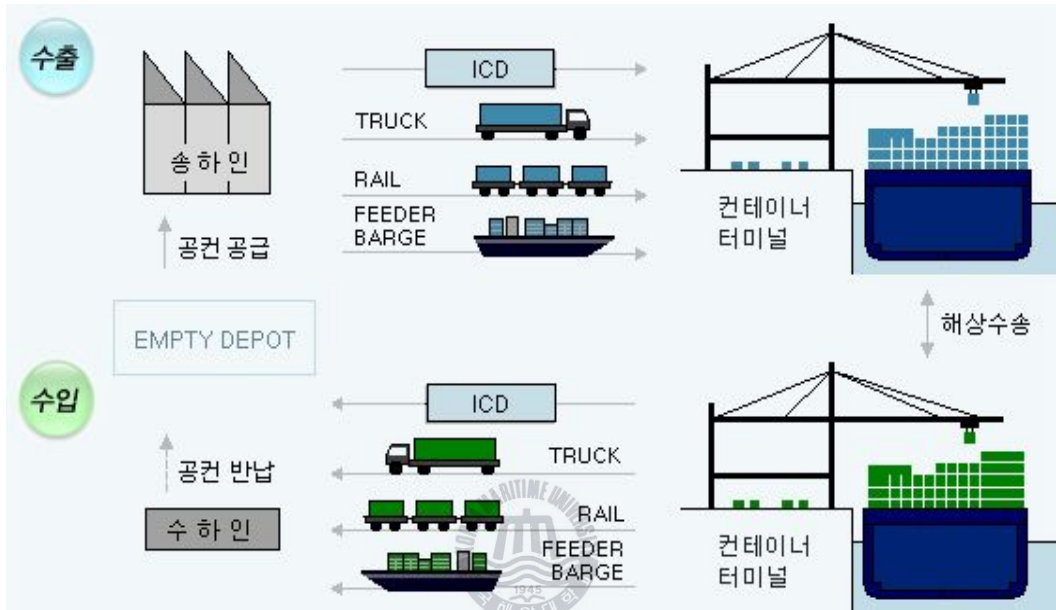 수출
ICD
TRUCK
송 하 인
RAIL
FEEDER
BARGE
컨테이너
터미널
공컨 공급
EMPTY DEPOT
해상수송
수입
ICD
TRUCK
공컨 반납
RAIL
수 하 인
FEEDER
BARGE
컨테이너
터미널
1945